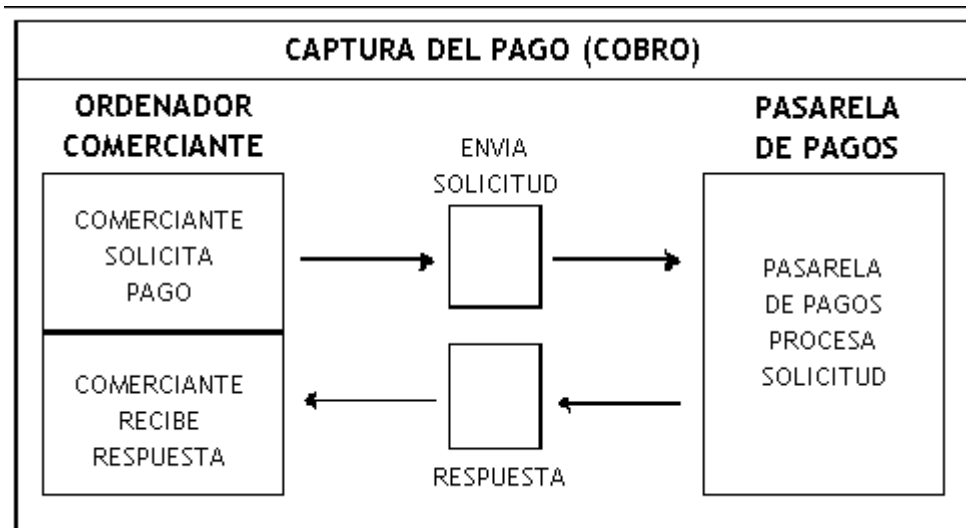 CAPTURA DEL PAGO (COBRO)
ORDENADOR
COMERCIANTE
PASARELA
DE PAGOS
ENVIA
SOLICITUD
COMERCIANTE
SOLICITA
PAGO
PASARELA
DE PAGOS
PROCESA
SOLICITUD
COMERCIANTE
RECIBE
RESPUESTA
RESPUESTA